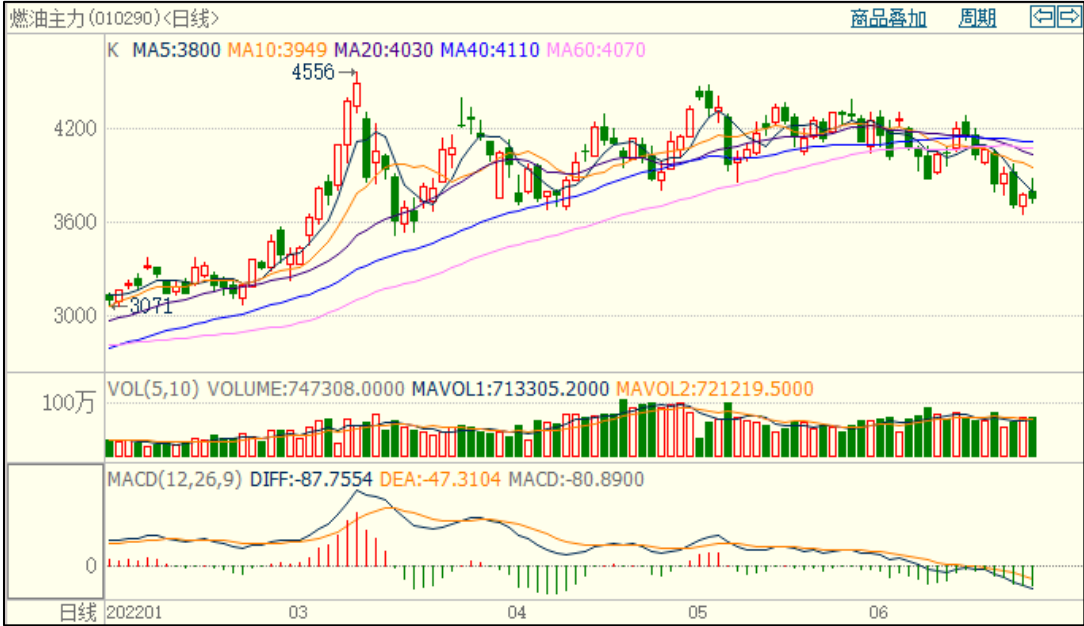 燃油主力(010290)<日线> 商品叠加 周期
K MA5:3800 MA10:3949 MA20:4030 MA40:4110 MA60:4070
4556→
4200
3600
←3071
3000
VOL(5,10) VOLUME:747308.0000 MAVOL1:713305.2000 MAVOL2:721219.5000
100万
MACD(12,26,9) DIFF:-87.7554 DEA:-47.3104 MACD:-80.8900
0
日线 202201 03 04 05 06